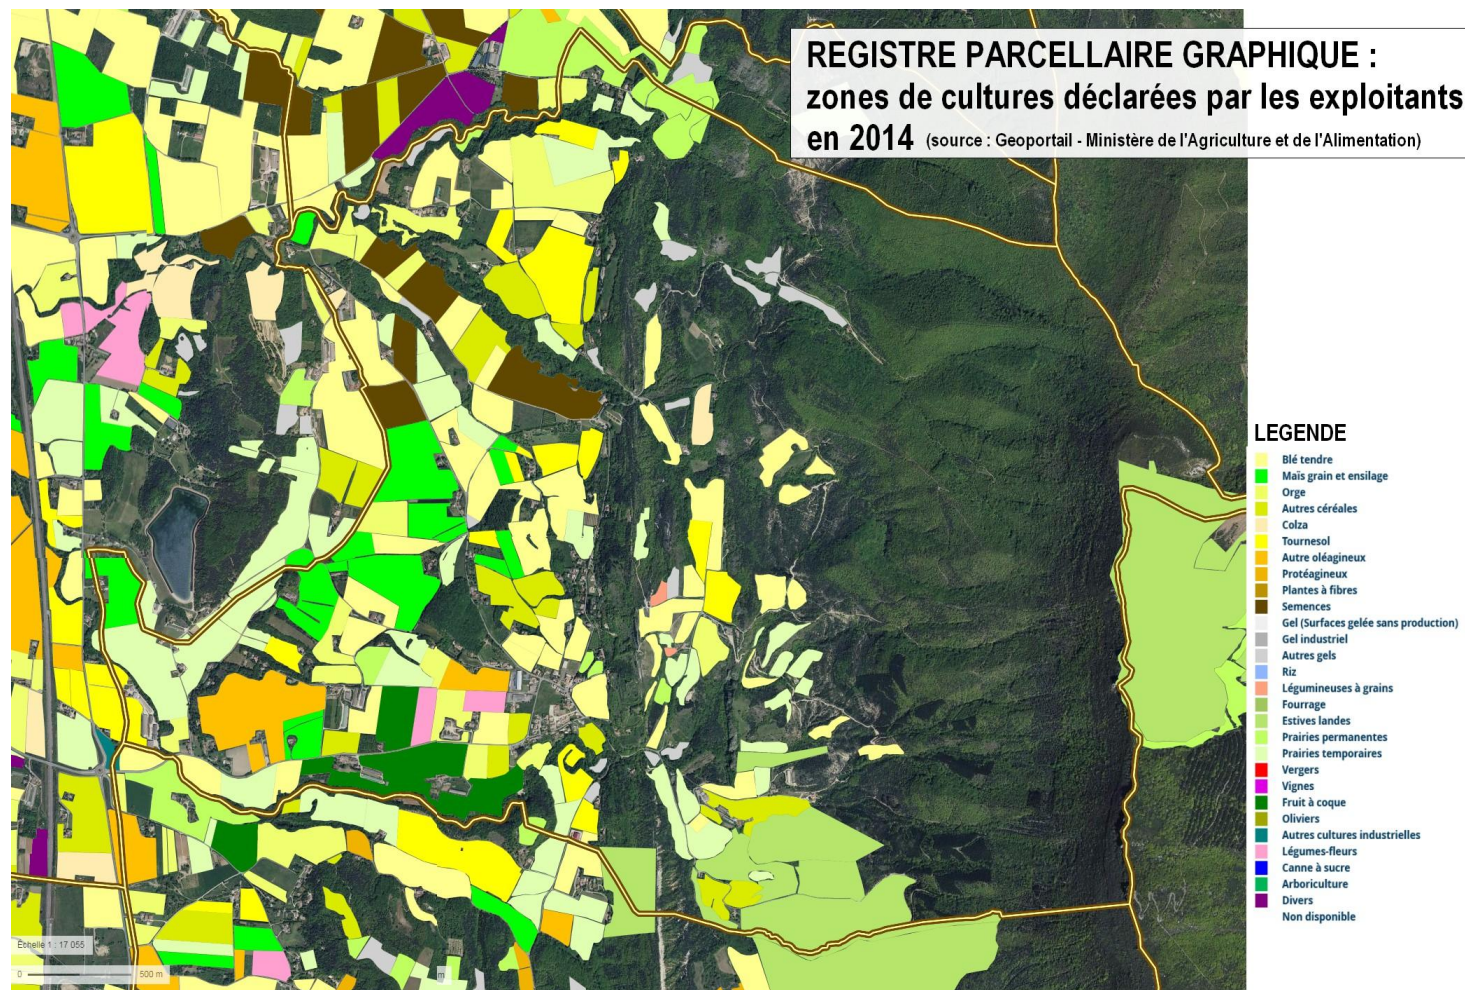 REGISTRE PARCELLAIRE GRAPHIQUE :
zones de cultures déclarées par les exploitants
en 2014 (source : Geoportail - Ministère de l'Agriculture et de l'Alimentation)
LEGENDE
Blé tendre
Maïs grain et ensilage
Orge
Autres céréales
Colza
Tournesol
Autre oléagineux
Protéagineux
Plantes à fibres
Semences
Gel (Surfaces gelée sans production)
Gel industriel
Autres gels
Riz
Légumineuses à grains
Fourrage
Estives landes
Prairies permanentes
Prairies temporaires
Vergers
Vignes
Fruit à coque
Oliviers
Autres cultures industrielles
Légumes-fleurs
Canne à sucre
Arboriculture
Divers
Non disponible
Échelle 1 : 17 055
0 500 m
m